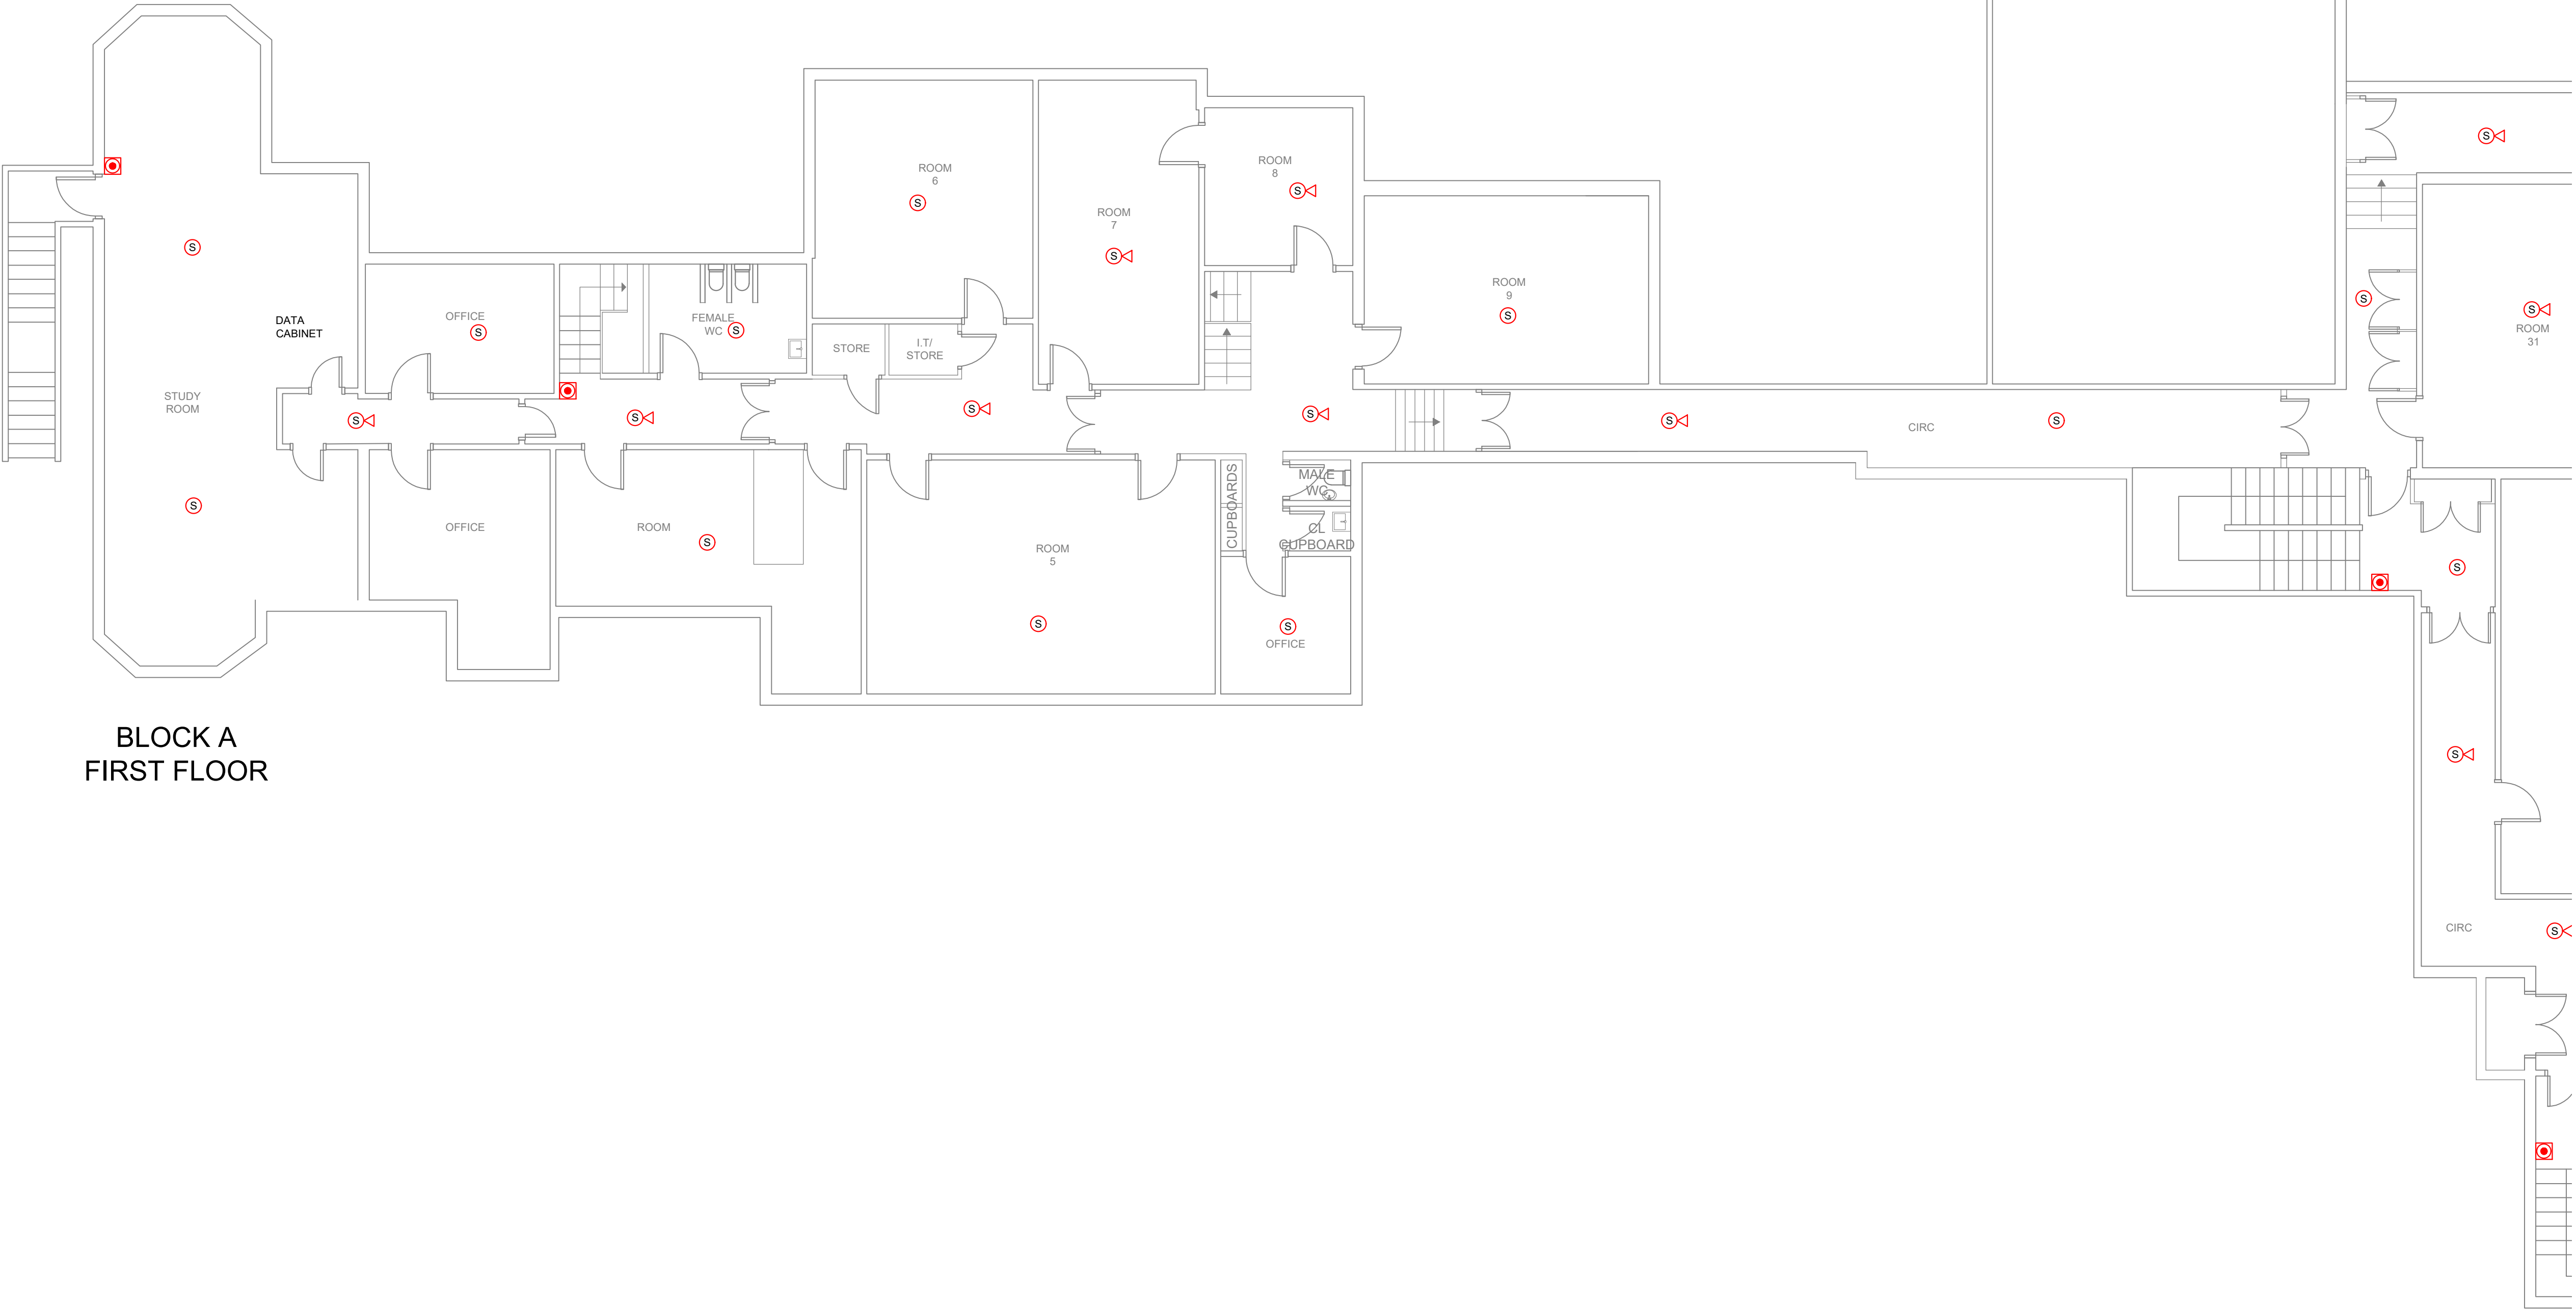 ROOM
6
ROOM
7
ROOM
8
S
S
S
S
S
ROOM
9
S
S
S
ROOM
31
DATA
CABINET
OFFICE
S
FEMALE
WC
S
STORE
I.T/
STORE
STUDY
ROOM
S
S
S
S
S
CIRC
S
S
OFFICE
ROOM
S
ROOM
5
S
CUPBOARDS
MALE
WC
CL
CUPBOARD
S
OFFICE
S
S
CIRC
S
BLOCK A
FIRST FLOOR